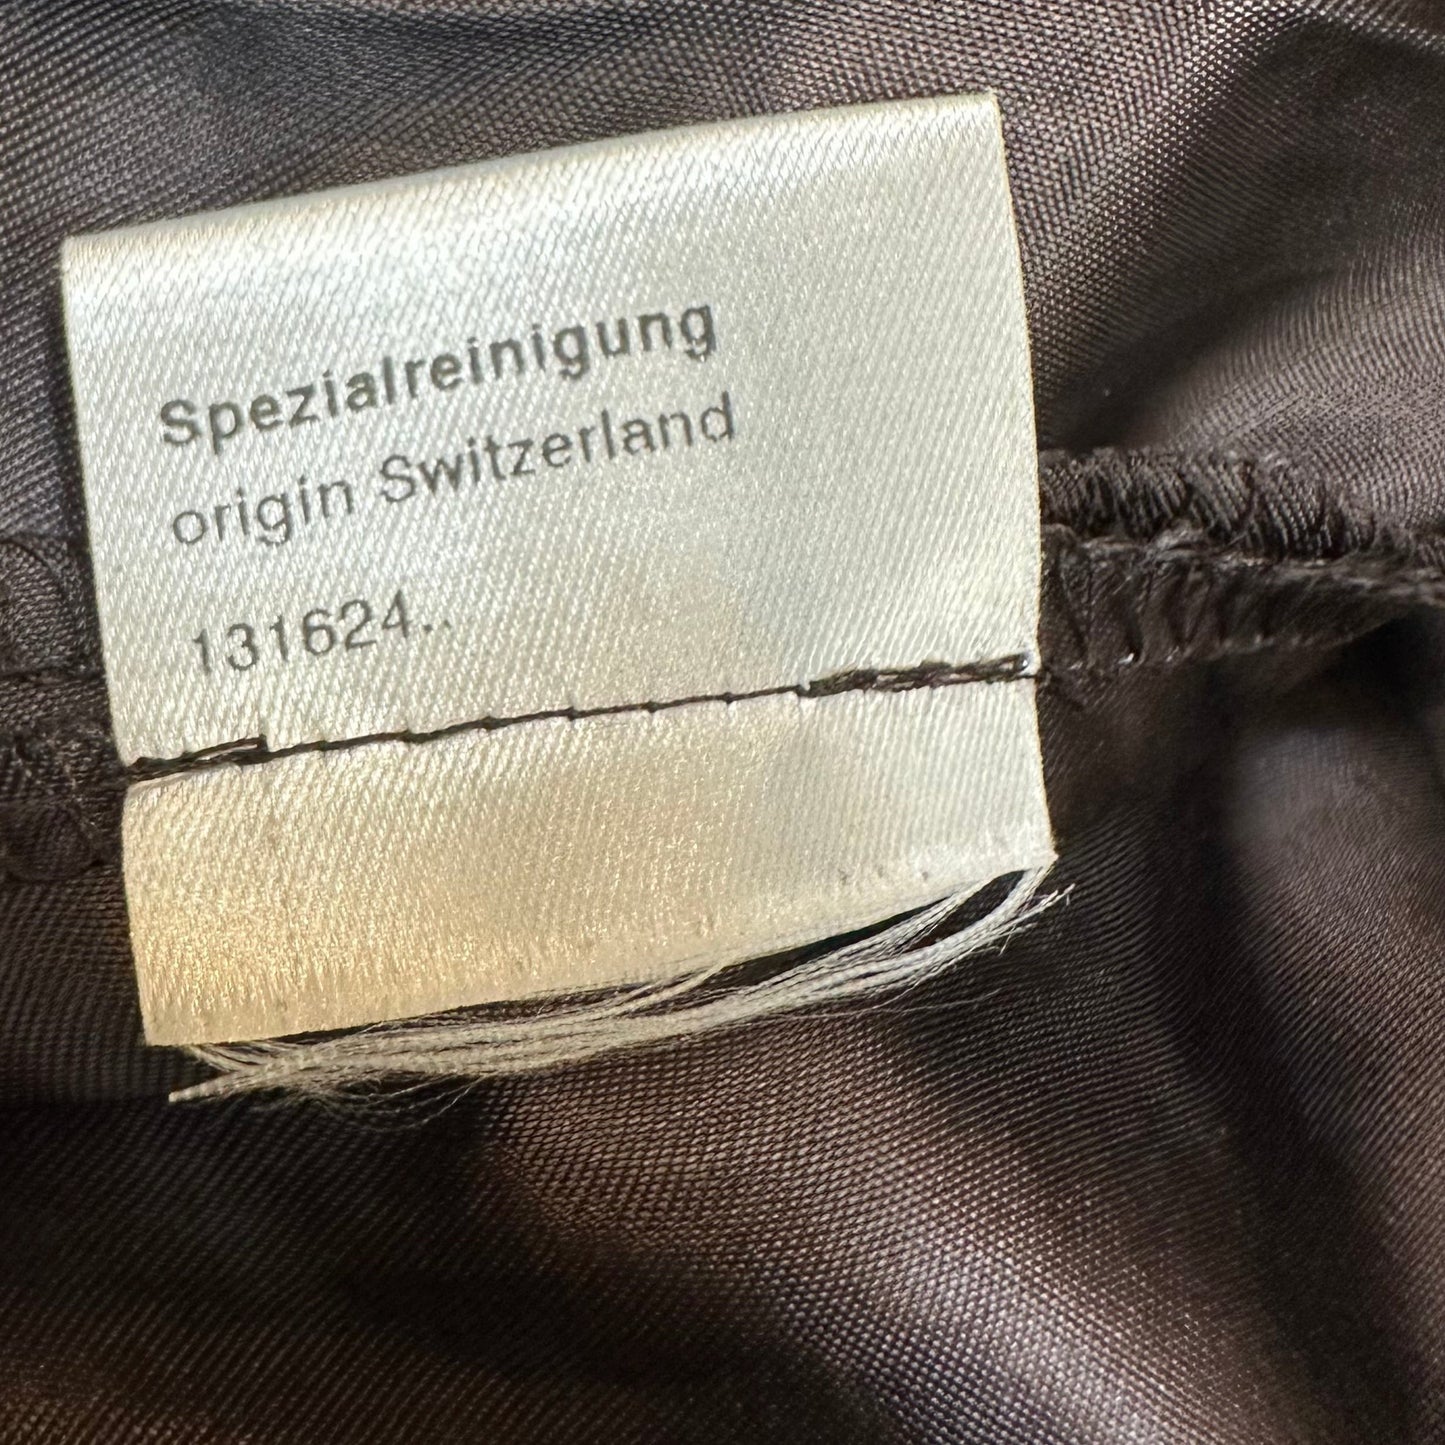 Spezialreinigung
origin Switzerland
131624..